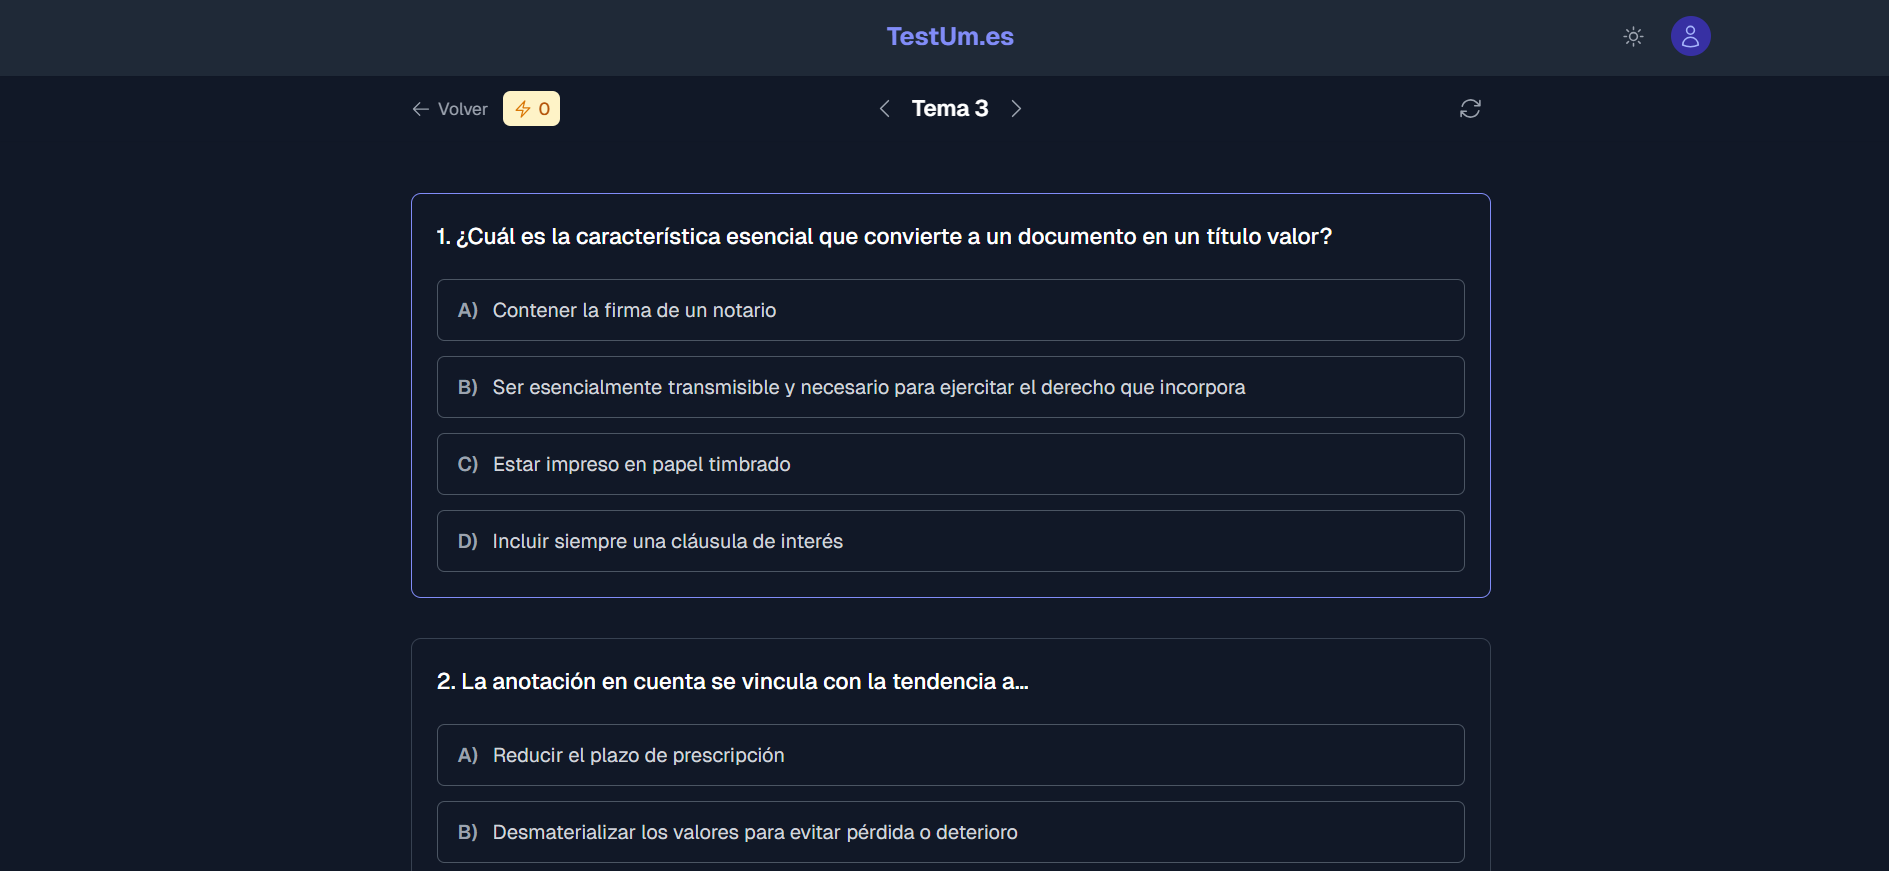 TestUm.es
Volver
0
Tema 3
1. ¿Cuál es la característica esencial que convierte a un documento en un título valor?
A) Contener la firma de un notario
B) Ser esencialmente transmisible y necesario para ejercitar el derecho que incorpora
C) Estar impreso en papel timbrado
D) Incluir siempre una cláusula de interés
2. La anotación en cuenta se vincula con la tendencia a...
A) Reducir el plazo de prescripción
B) Desmaterializar los valores para evitar pérdida o deterioro